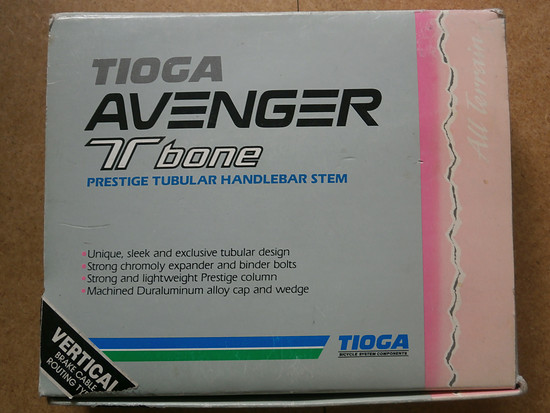 TIOGA
AVENGER
T bone
PRESTIGE TUBULAR HANDLEBAR STEM
All Terrain
Unique, sleek and exclusive tubular design
Strong chromoly expander and binder bolts
Strong and lightweight Prestige column
Machined Duraluminum alloy cap and wedge
VERTICAL
BRAKE CABLE
ROUTING TY
TIOGA
BICYCLE SYSTEM COMPONENTS